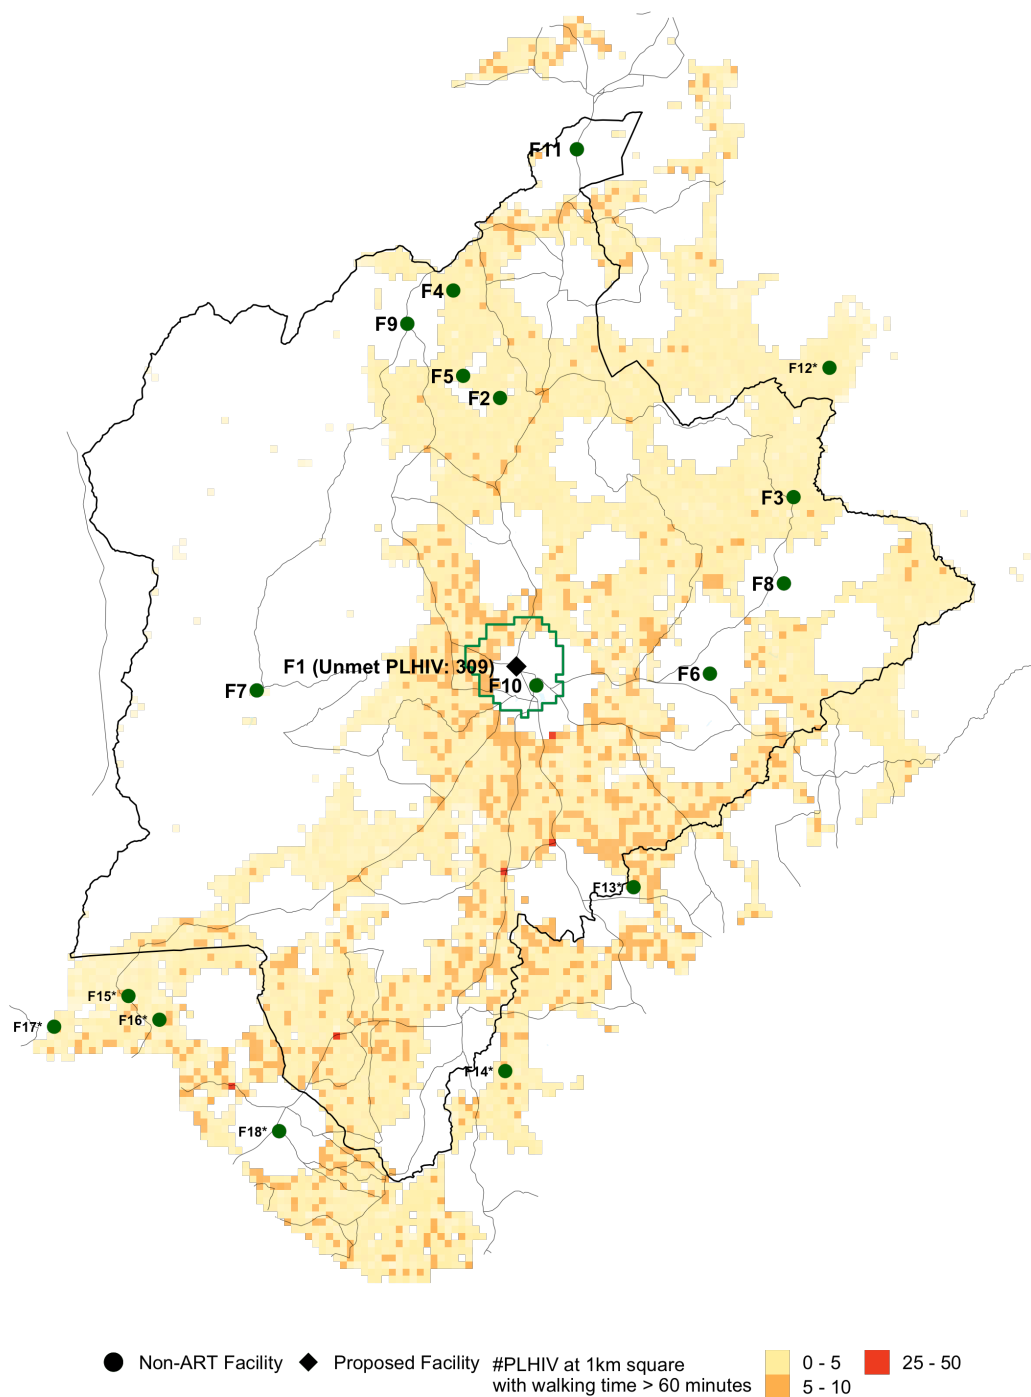 F11
F4
F9
F12*
F5
F2
F3
F8
F1 (Unmet PLHIV: 309)
F6
F10
F7
F13*
F15*
F16*
F17*
F14*
F18*
Non-ART Facility
Proposed Facility
#PLHIV at 1km square
with walking time > 60 minutes
0 - 5
25 - 50
5 - 10